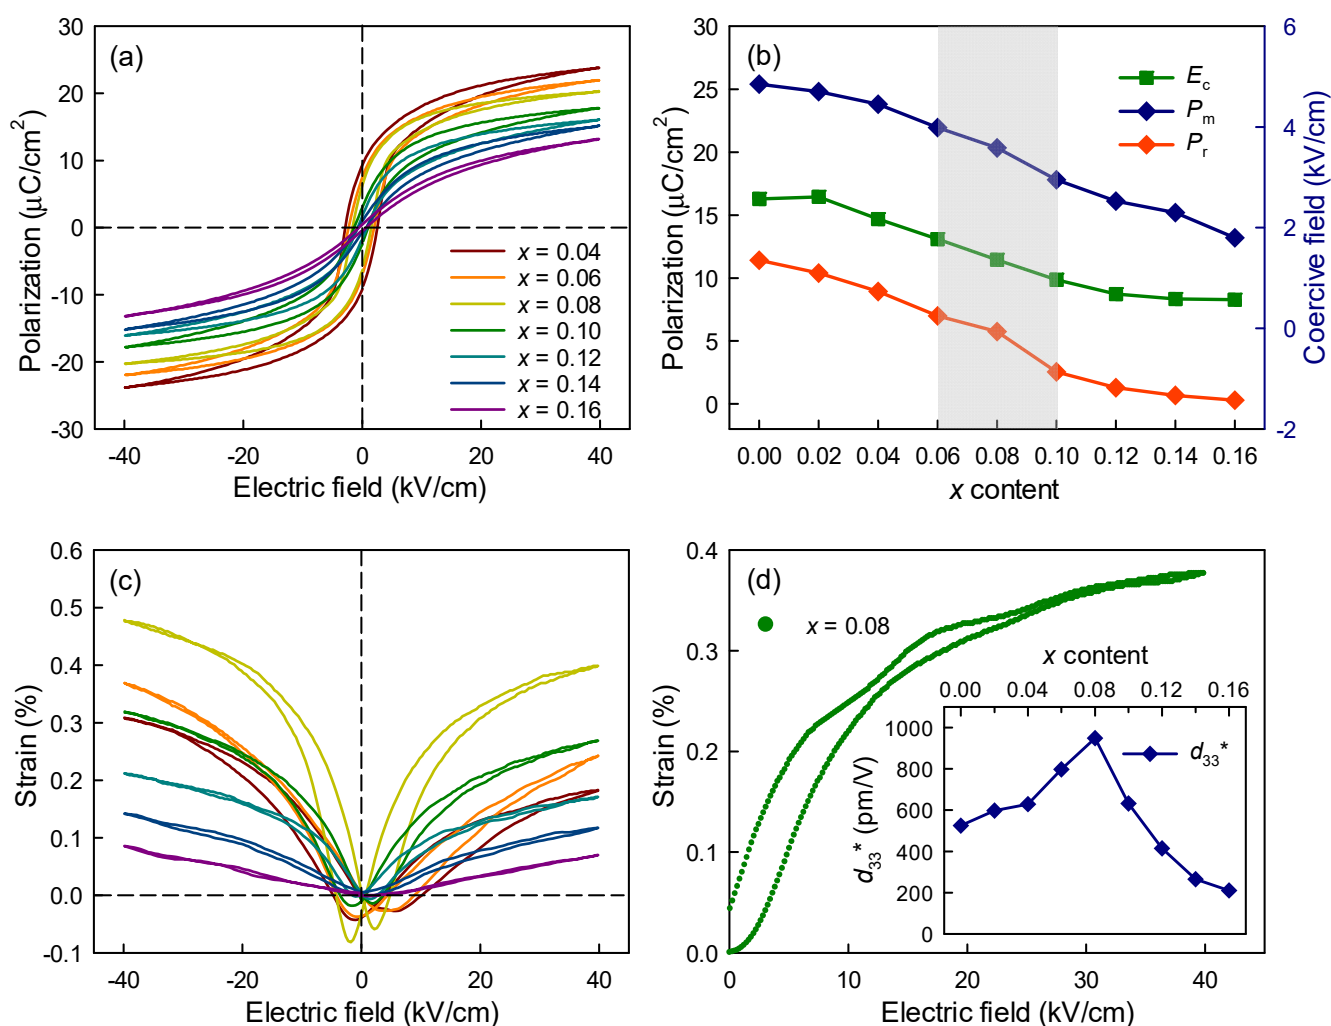 (a)
30
20
10
0
-10
-20
-30
Polarization (μC/cm²)
-40 -20 0 20 40
Electric field (kV/cm)
x = 0.04
x = 0.06
x = 0.08
x = 0.10
x = 0.12
x = 0.14
x = 0.16
(b)
30
25
20
15
10
5
0
Polarization (μC/cm²)
6
4
2
0
-2
Coercive field (kV/cm)
E_c
P_m
P_r
0.00 0.02 0.04 0.06 0.08 0.10 0.12 0.14 0.16
x content
(c)
0.6
0.5
0.4
0.3
0.2
0.1
0.0
-0.1
Strain (%)
-40 -20 0 20 40
Electric field (kV/cm)
(d)
0.4
0.3
0.2
0.1
0.0
Strain (%)
x = 0.08
x content
0.00 0.04 0.08 0.12 0.16
1000
800
600
400
200
0
d₃₃* (pm/V)
d₃₃*
0 10 20 30 40
Electric field (kV/cm)